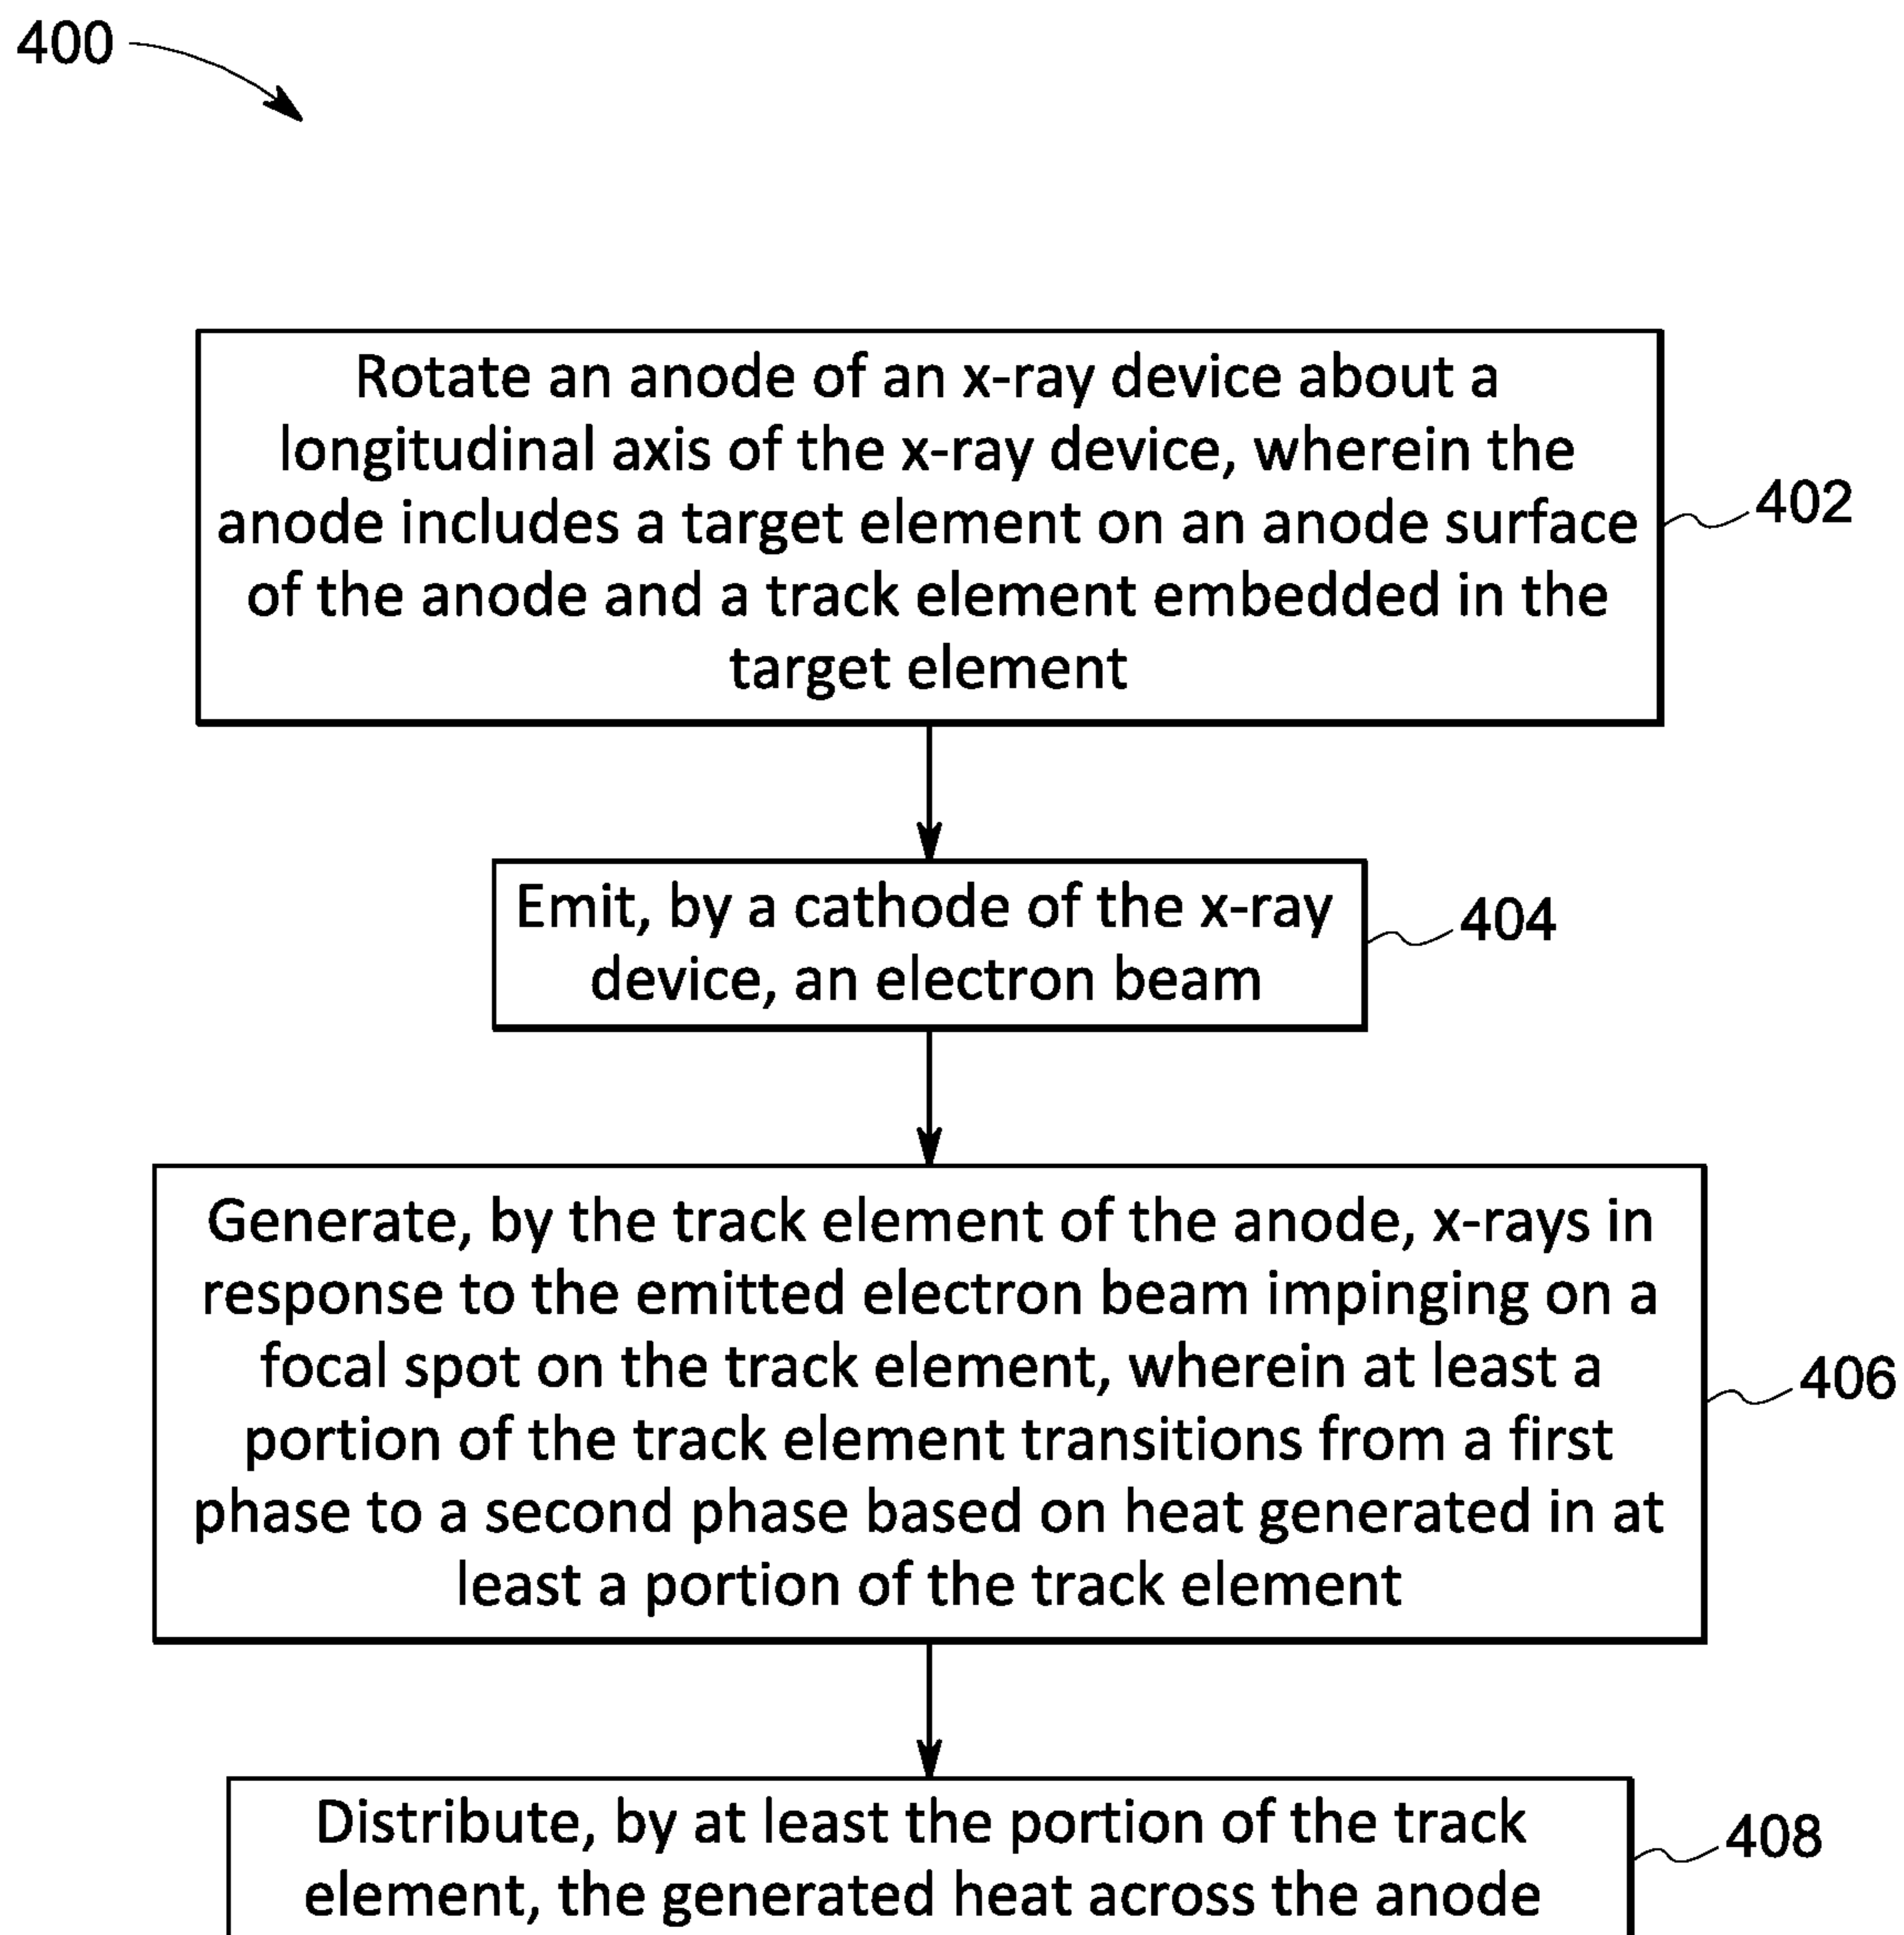 400
Rotate an anode of an x-ray device about a
longitudinal axis of the x-ray device, wherein the
anode includes a target element on an anode surface
of the anode and a track element embedded in the
target element
402
Emit, by a cathode of the x-ray
device, an electron beam
404
Generate, by the track element of the anode, x-rays in
response to the emitted electron beam impinging on a
focal spot on the track element, wherein at least a
portion of the track element transitions from a first
phase to a second phase based on heat generated in at
least a portion of the track element
406
Distribute, by at least the portion of the track
element, the generated heat across the anode
408